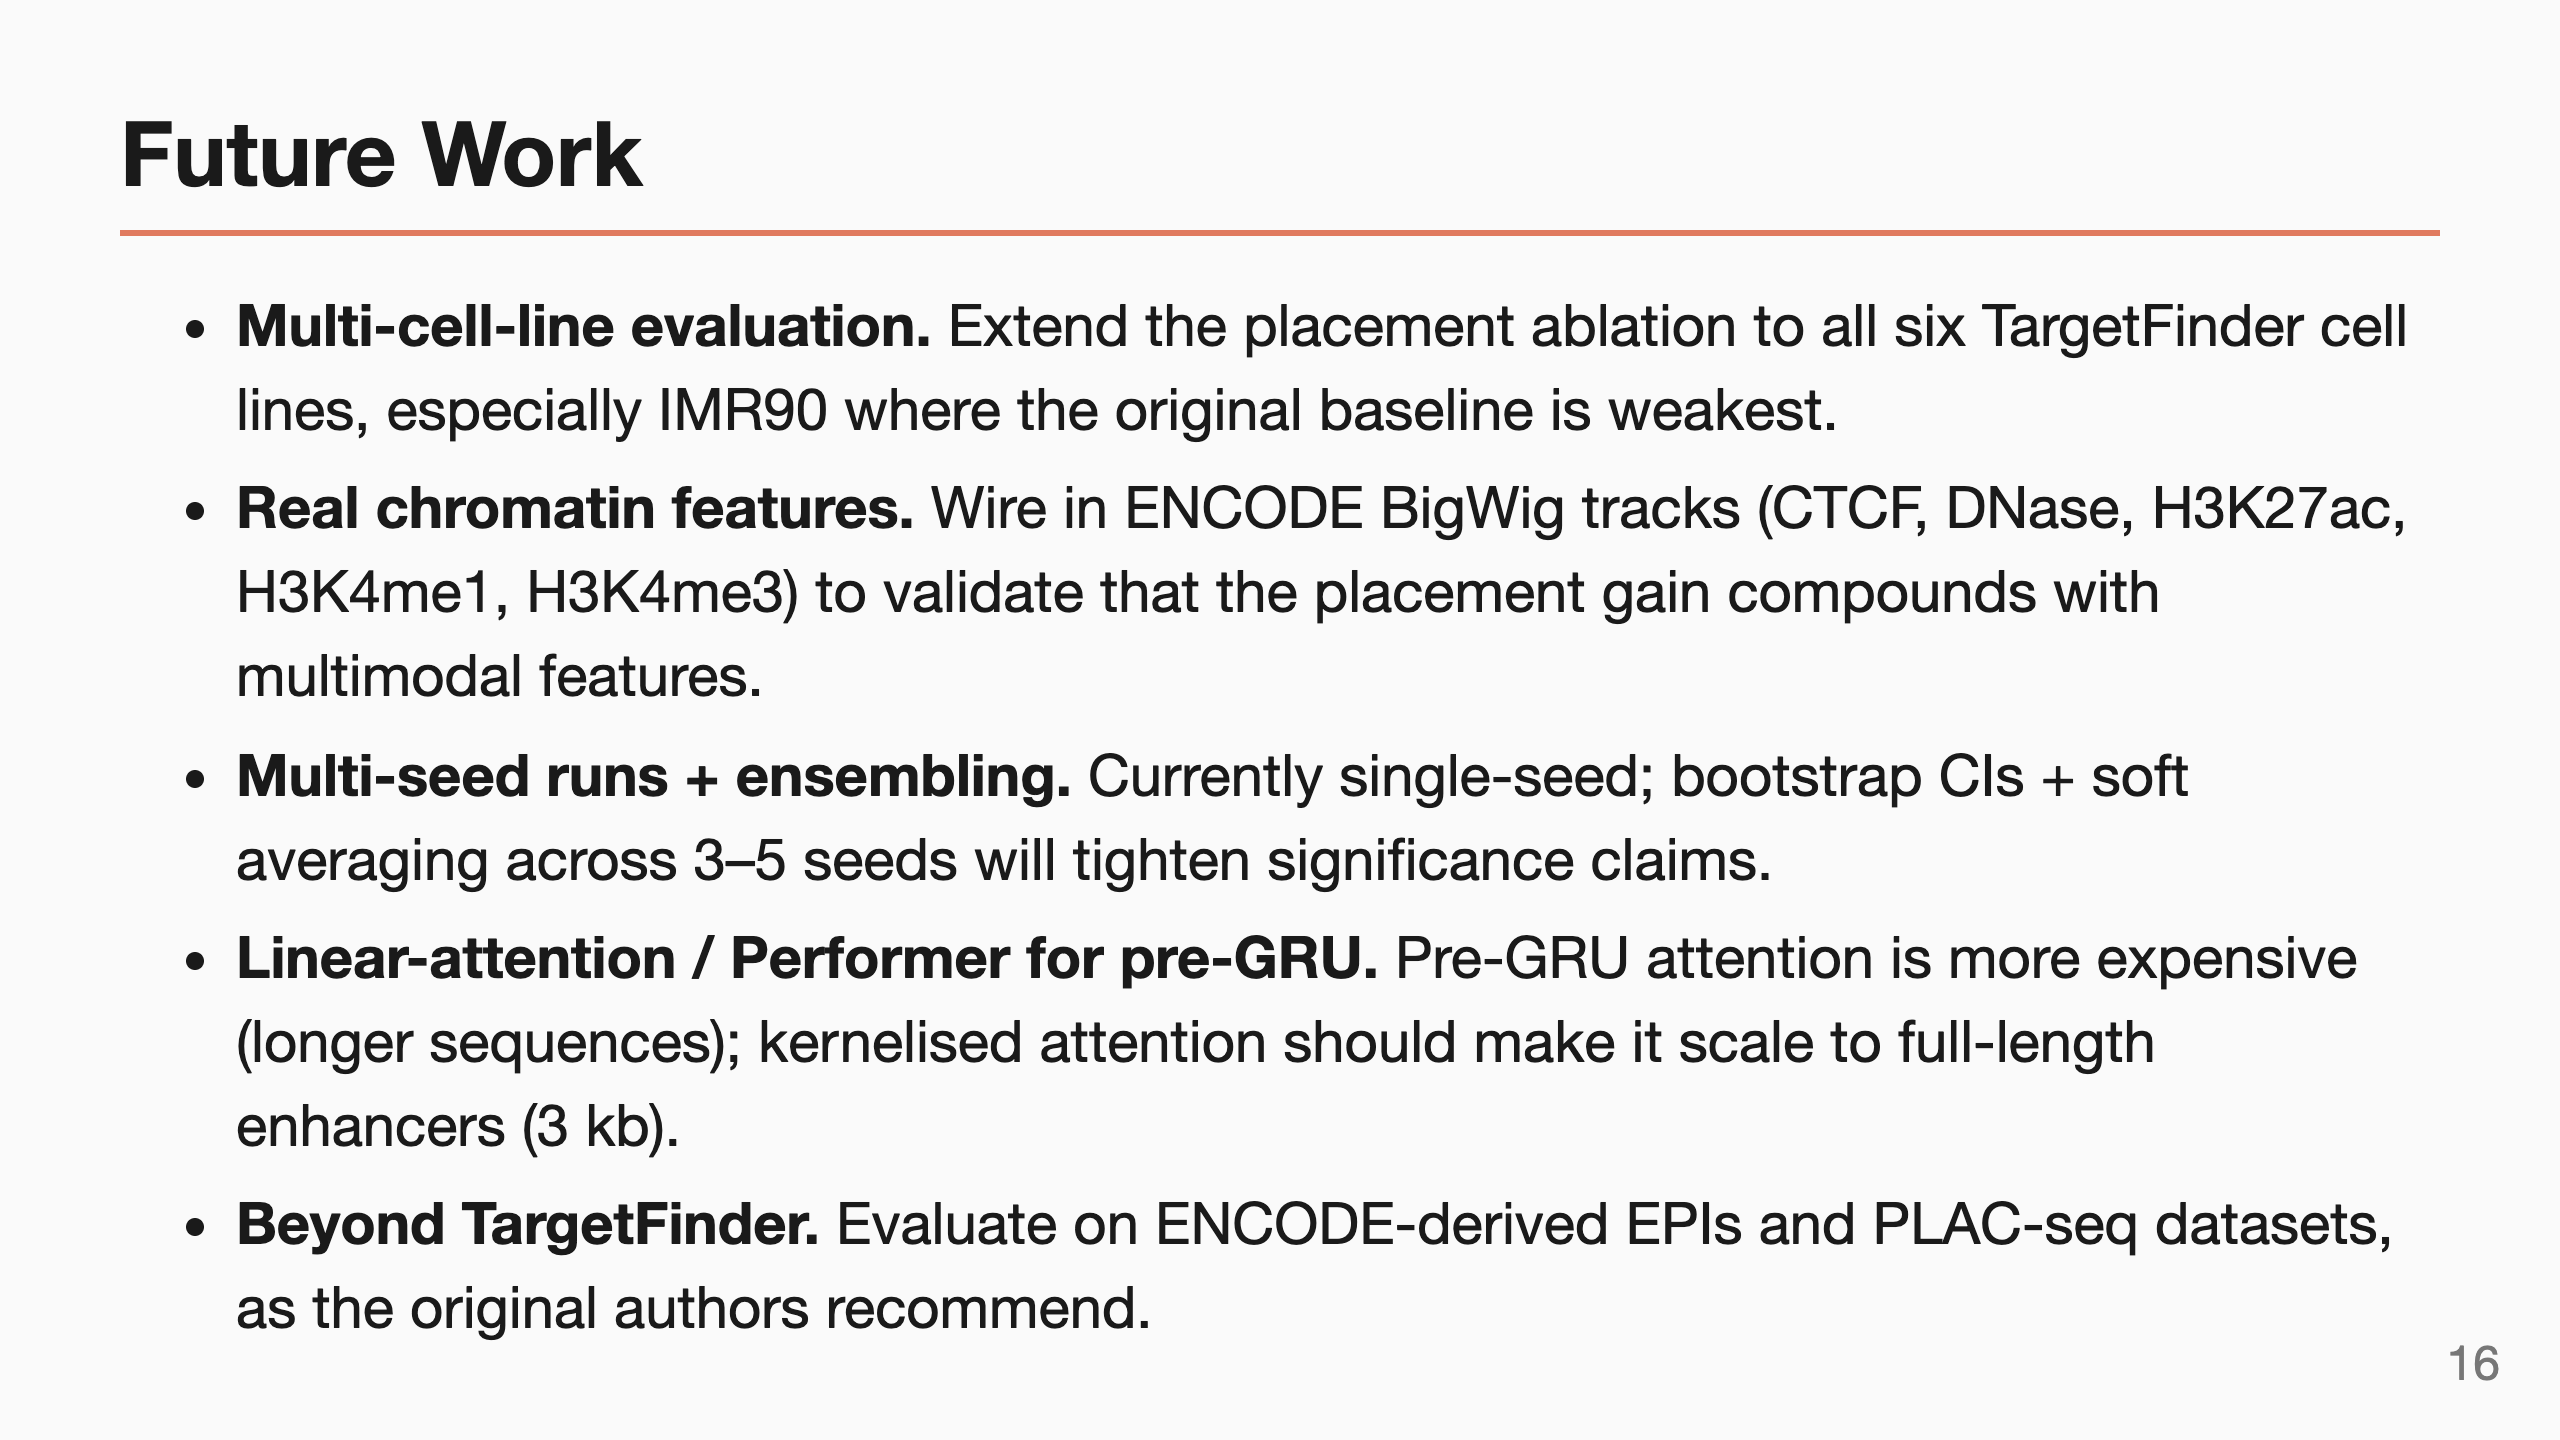 Future Work
• Multi-cell-line evaluation. Extend the placement ablation to all six TargetFinder cell
lines, especially IMR90 where the original baseline is weakest.
• Real chromatin features. Wire in ENCODE BigWig tracks (CTCF, DNase, H3K27ac,
H3K4me1, H3K4me3) to validate that the placement gain compounds with
multimodal features.
• Multi-seed runs + ensembling. Currently single-seed; bootstrap CIs + soft
averaging across 3–5 seeds will tighten significance claims.
• Linear-attention / Performer for pre-GRU. Pre-GRU attention is more expensive
(longer sequences); kernelised attention should make it scale to full-length
enhancers (3 kb).
• Beyond TargetFinder. Evaluate on ENCODE-derived EPIs and PLAC-seq datasets,
as the original authors recommend.
16